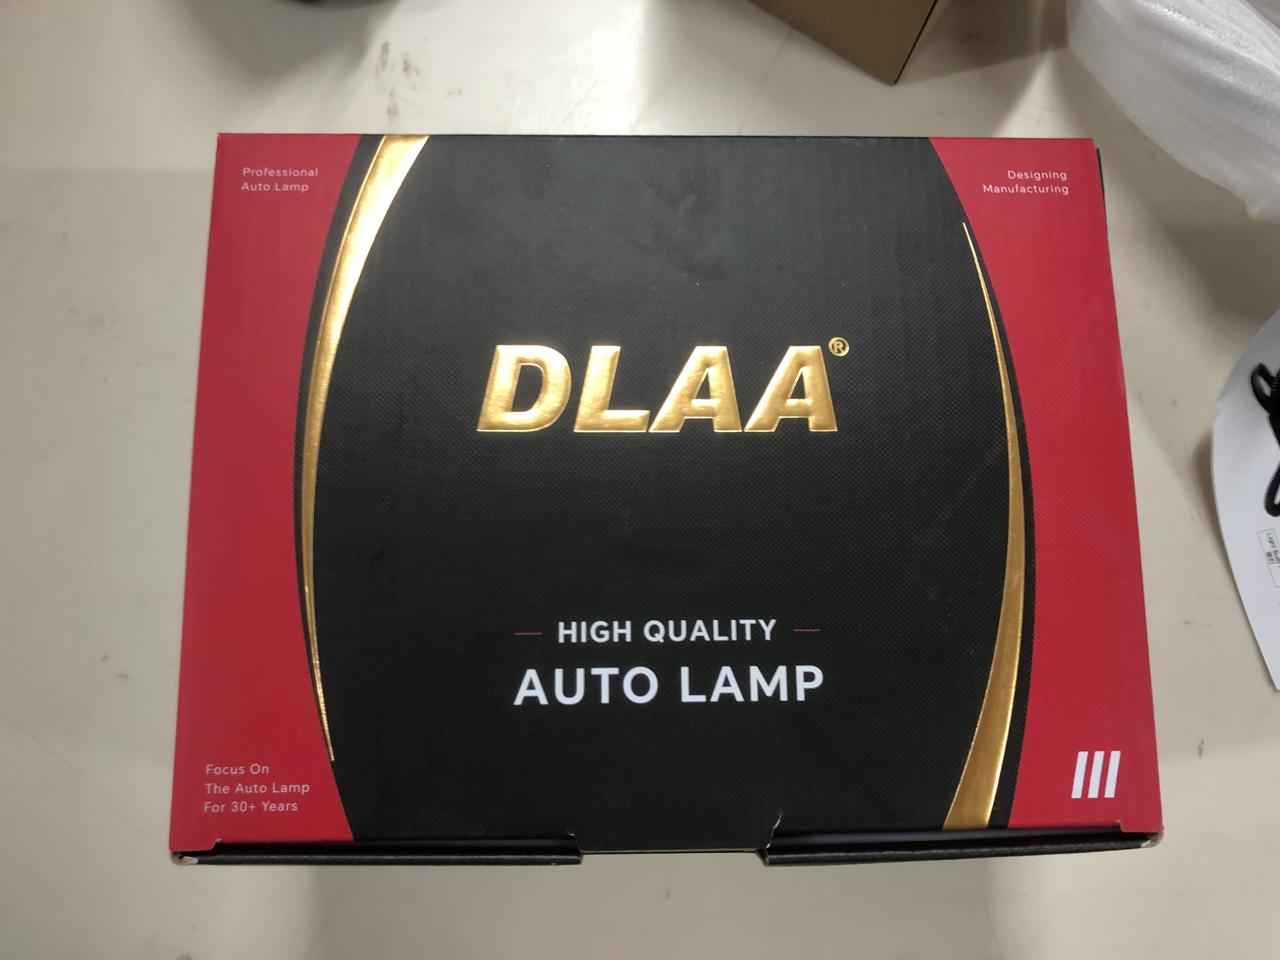 Professional
Auto Lamp
Designing
Manufacturing
DLAA®
HIGH QUALITY
AUTO LAMP
Focus On
The Auto Lamp
For 30+ Years